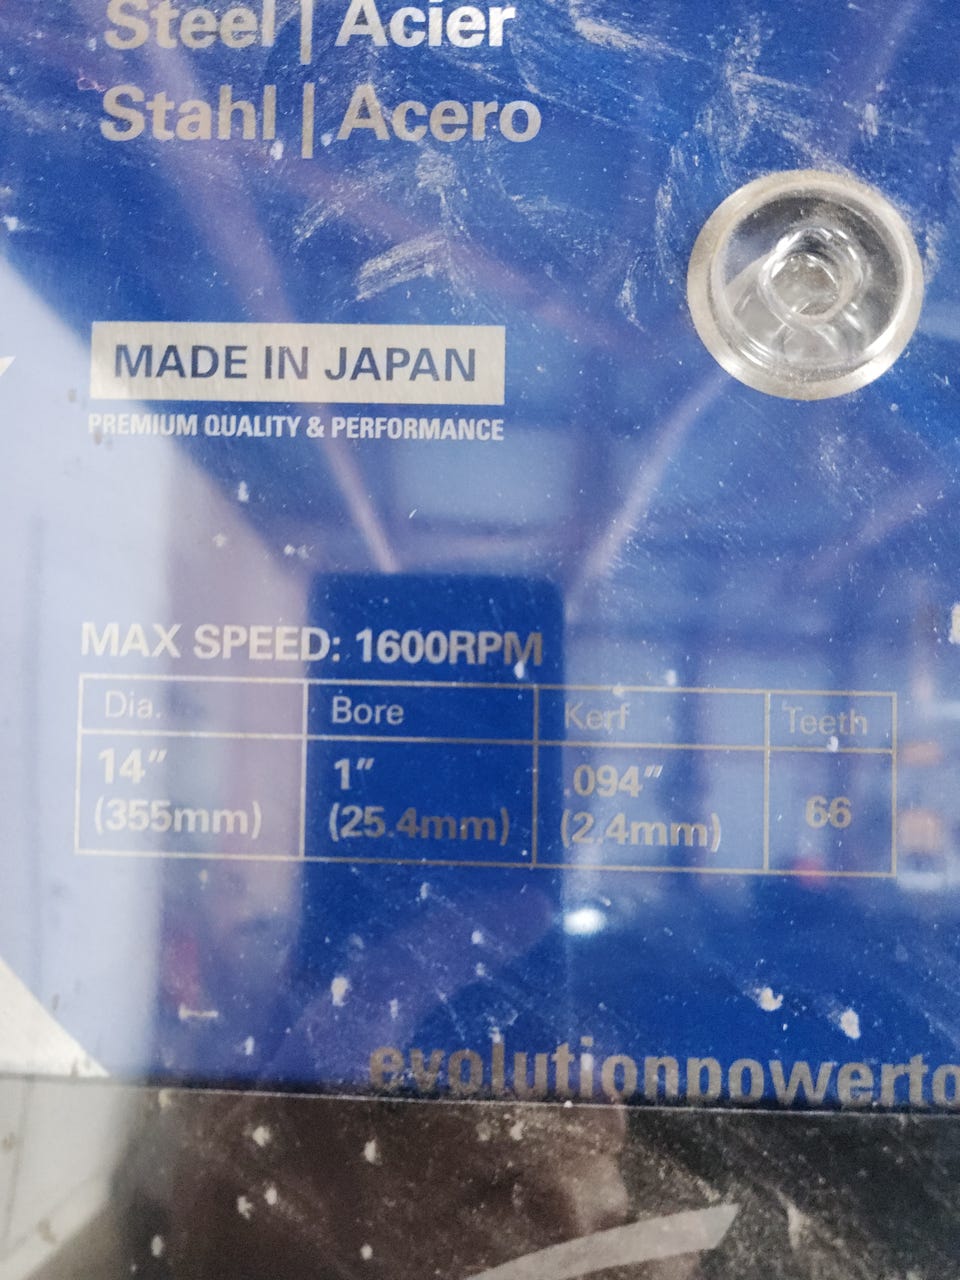 Steel | Acier
Stahl | Acero
MADE IN JAPAN
PREMIUM QUALITY & PERFORMANCE
MAX SPEED: 1600RPM
Dia. Bore Kerf Teeth
14" 1" .094" 66
(355mm) (25.4mm) (2.4mm)
evolutionpowerto